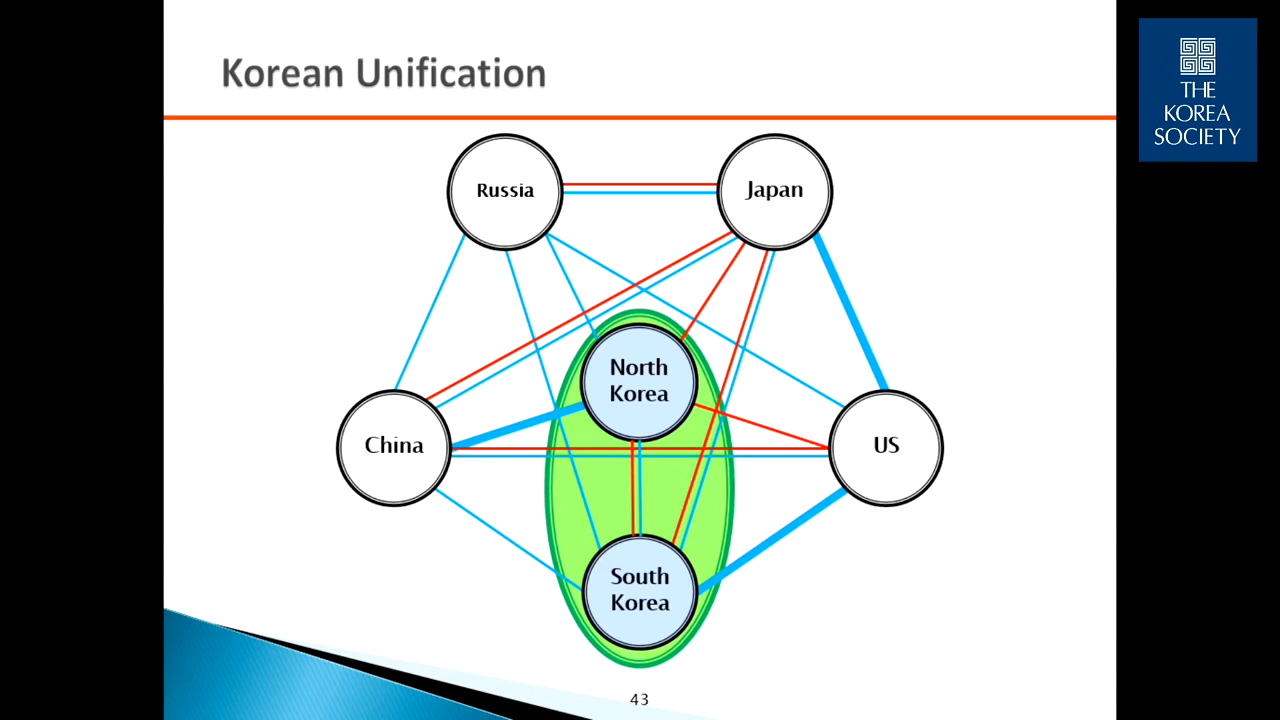 Korean Unification
THE
KOREA
SOCIETY
Russia
Japan
North
Korea
China
US
South
Korea
43